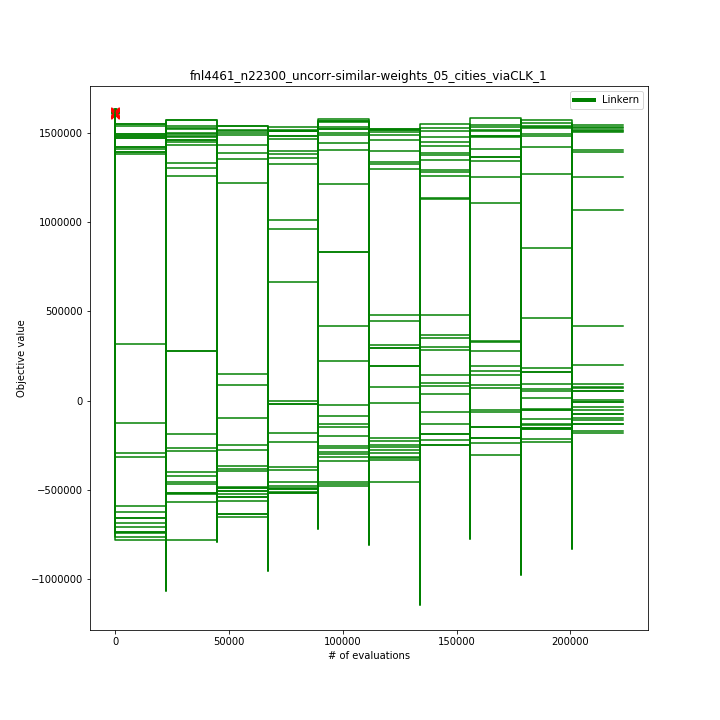 fnl4461_n22300_uncorr-similar-weights_05_cities_viaCLK_1
Linkern
1500000
1000000
500000
0
−500000
−1000000
Objective value
0
50000
100000
150000
200000
# of evaluations